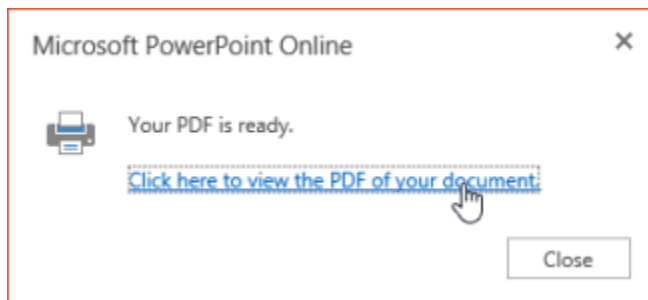 Microsoft PowerPoint Online
Your PDF is ready.
Click here to view the PDF of your document.
Close